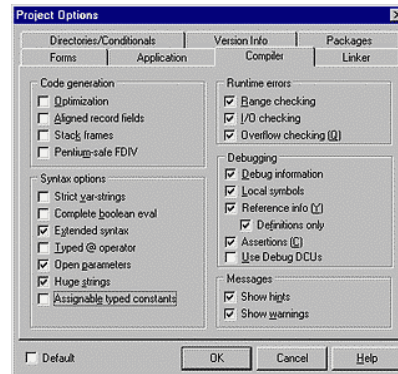 Project Options
Directories/Conditionals Version Info Packages
Forms Application Compiler Linker
Code generation
Optimization
Aligned record fields
Stack frames
Pentium-safe FDIV
Syntax options
Strict var-strings
Complete boolean eval
Extended syntax
Typed @ operator
Open parameters
Huge strings
Assignable typed constants
Runtime errors
Range checking
I/O checking
Overflow checking (Q)
Debugging
Debug information
Local symbols
Reference info (Y)
Definitions only
Assertions (C)
Use Debug DCUs
Messages
Show hints
Show warnings
Default
OK Cancel Help